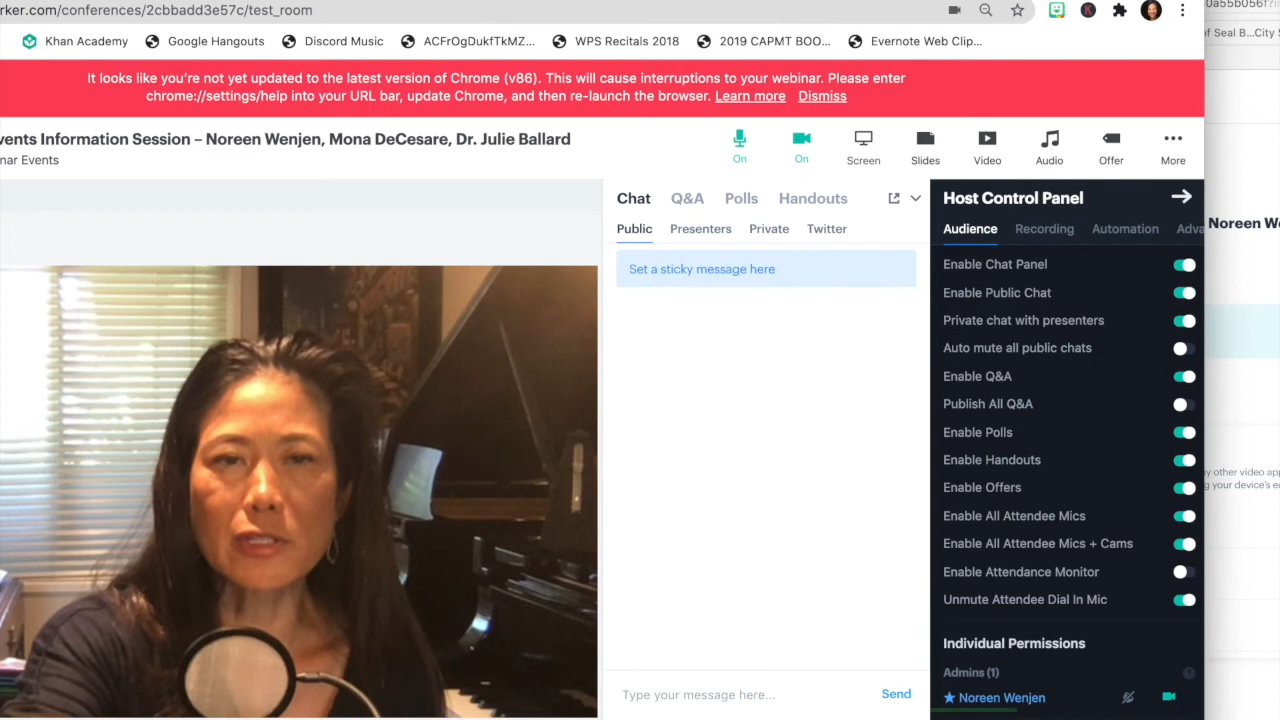 rker.com/conferences/2cbbadd3e57c/test_room
Khan Academy
Google Hangouts
Discord Music
ACFrOgDukfTkMZ...
WPS Recitals 2018
2019 CAPMT BOO...
Evernote Web Clip...
of Seal B...City S
It looks like you're not yet updated to the latest version of Chrome (v86). This will cause interruptions to your webinar. Please enter
chrome://settings/help into your URL bar, update Chrome, and then re-launch the browser. Learn more Dismiss
vents Information Session – Noreen Wenjen, Mona DeCesare, Dr. Julie Ballard
nar Events
On
On
Screen
Slides
Video
Audio
Offer
More
Chat
Q&A
Polls
Handouts
Public
Presenters
Private
Twitter
Set a sticky message here
Type your message here...
Send
Host Control Panel
Audience
Recording
Automation
Adva
Enable Chat Panel
Enable Public Chat
Private chat with presenters
Auto mute all public chats
Enable Q&A
Publish All Q&A
Enable Polls
Enable Handouts
Enable Offers
Enable All Attendee Mics
Enable All Attendee Mics + Cams
Enable Attendance Monitor
Unmute Attendee Dial In Mic
Individual Permissions
Admins (1)
Noreen Wenjen
Noreen We
y other video app
g your device's e